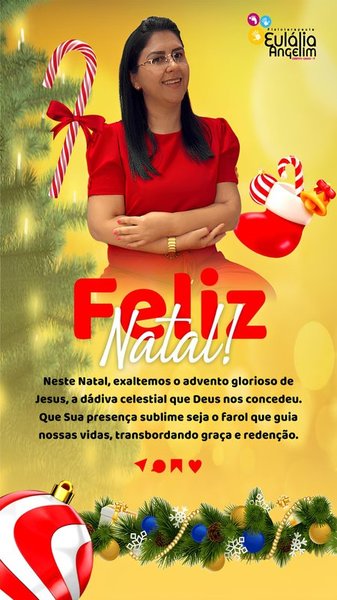 Fisioterapeuta
Eulália
Angelim
Feliz
Natal!
Neste Natal, exaltemos o advento glorioso de
Jesus, a dádiva celestial que Deus nos concedeu.
Que Sua presença sublime seja o farol que guia
nossas vidas, transbordando graça e redenção.